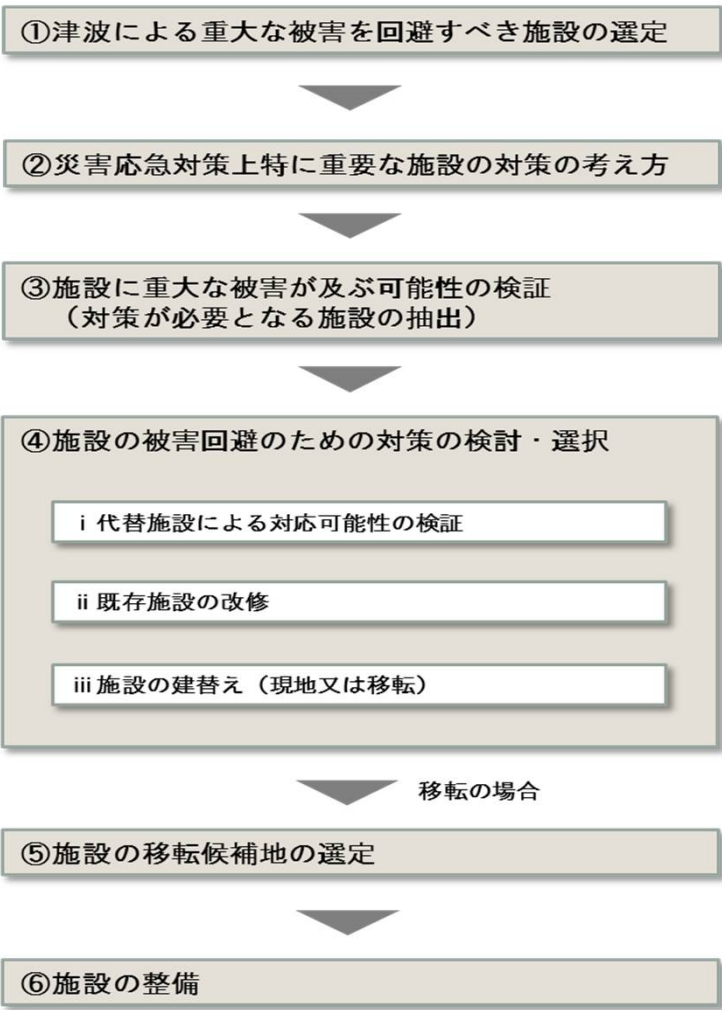 ①津波による重大な被害を回避すべき施設の選定
②災害応急対策上特に重要な施設の対策の考え方
③施設に重大な被害が及ぶ可能性の検証
（対策が必要となる施設の抽出）
④施設の被害回避のための対策の検討・選択
ⅰ 代替施設による対応可能性の検証
ⅱ 既存施設の改修
ⅲ 施設の建替え（現地又は移転）
移転の場合
⑤施設の移転候補地の選定
⑥施設の整備